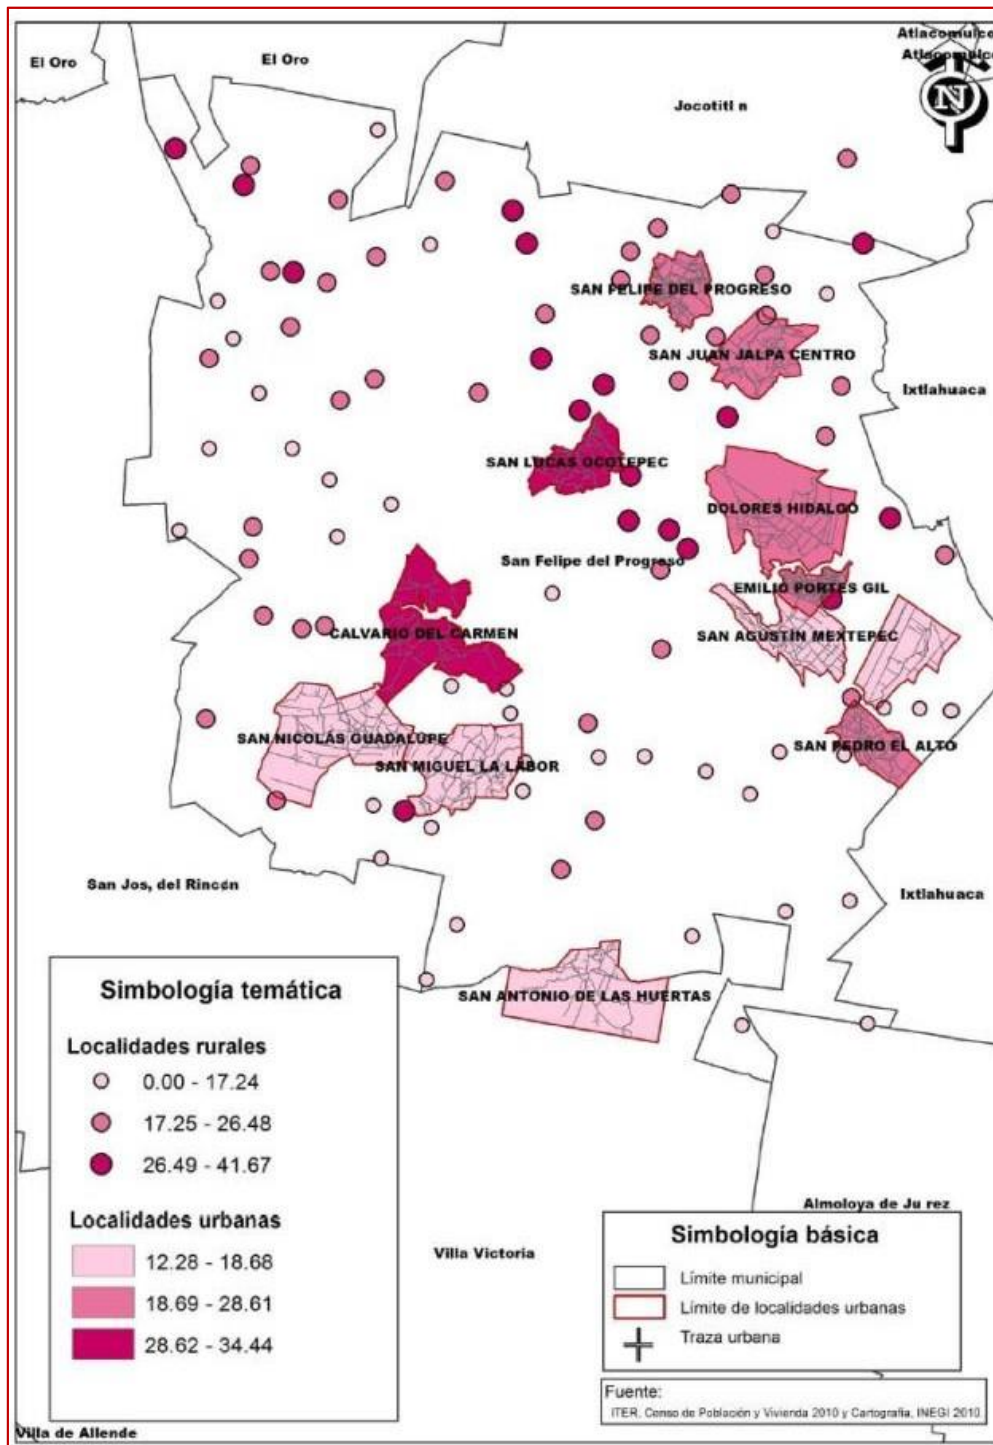 Atlacomulco
El Oro
El Oro
Atlacomulco
N
Jocotitl n
SAN FELIPE DEL PROGRESO
SAN JUAN JALPA CENTRO
Ixtlahuaca
SAN LUCAS OCOTEPEC
DOLORES HIDALGO
San Felipe del Progreso
EMILIO PORTES GIL
CALVARIO DEL CARMEN
SAN AGUSTÍN MEXTEPEC
SAN NICOLÁS GUADALUPE
SAN PEDRO EL ALTO
SAN MIGUEL LA LABOR
San Jos, del Rincón
Ixtlahuaca
SAN ANTONIO DE LAS HUERTAS
Simbología temática
Localidades rurales
0.00 - 17.24
17.25 - 26.48
26.49 - 41.67
Localidades urbanas
12.28 - 18.68
18.69 - 28.61
28.62 - 34.44
Villa Victoria
Almoloya de Ju rez
Simbología básica
Límite municipal
Límite de localidades urbanas
Traza urbana
Fuente:
ITER, Censo de Población y Vivienda 2010 y Cartografía, INEGI 2010
Villa de Allende